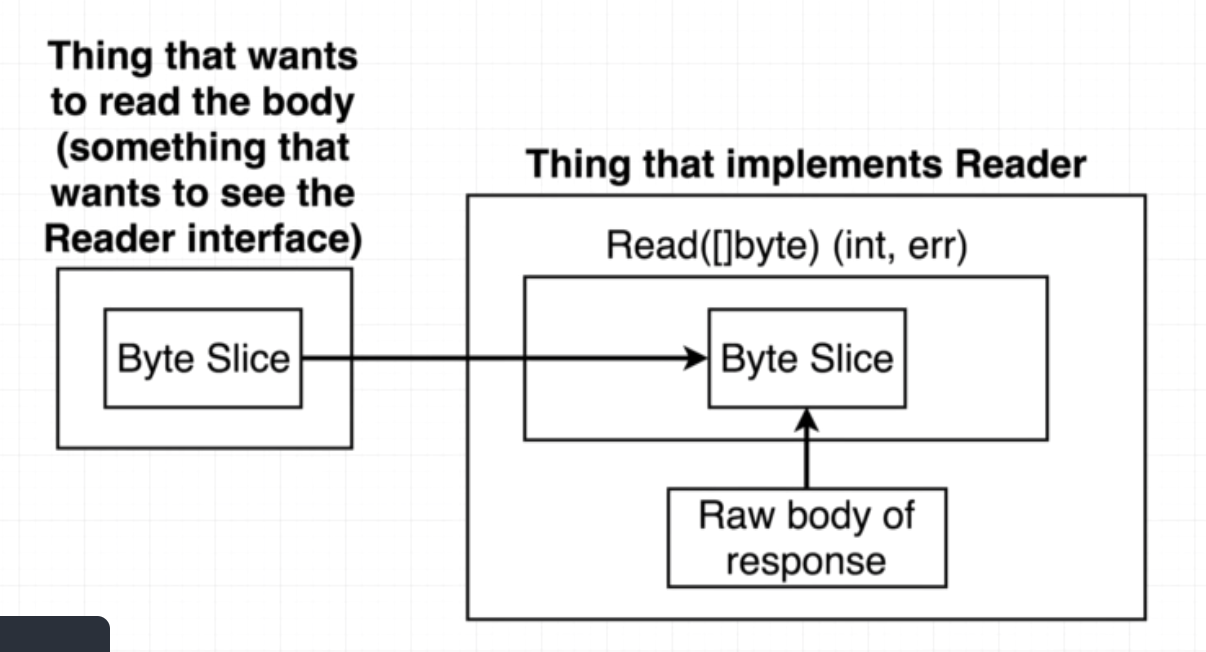 Thing that wants
to read the body
(something that
wants to see the
Reader interface)
Byte Slice
Thing that implements Reader
Read([]byte) (int, err)
Byte Slice
Raw body of
response